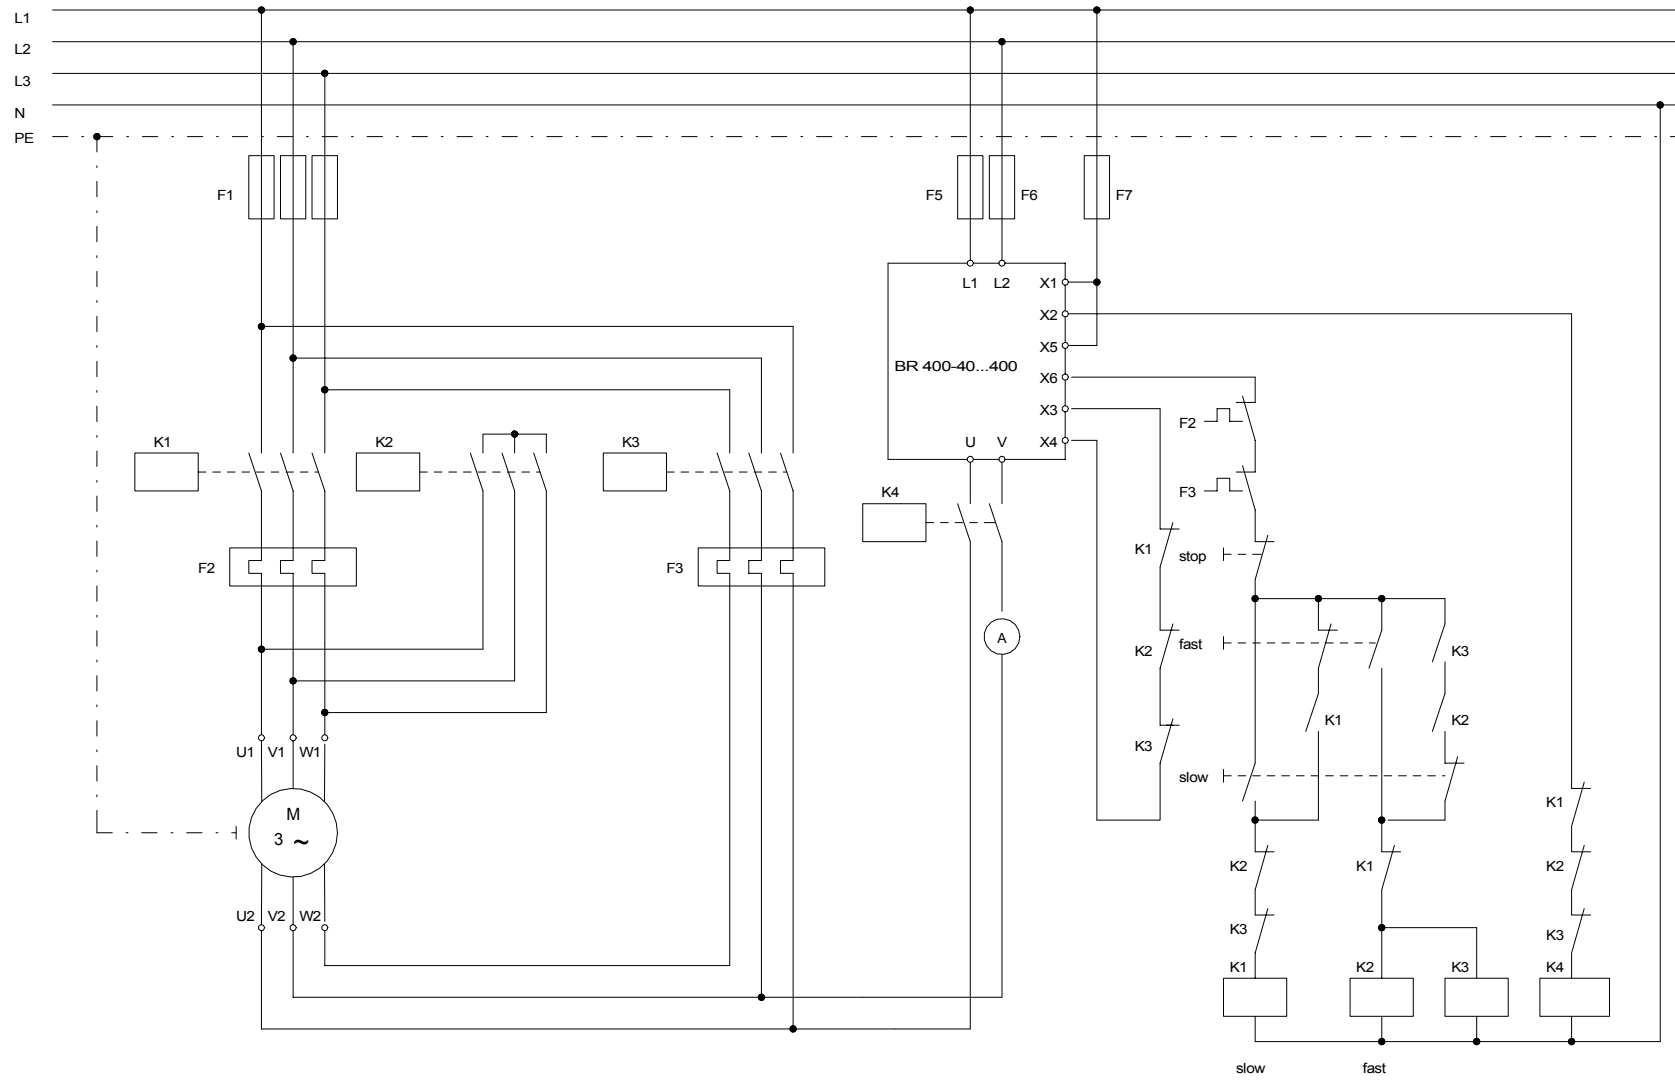 L1
L2
L3
N
PE
F1
F5
F6
F7
L1 L2 X1
X2
X5
BR 400-40...400
X6
X3
U V X4
K1
K2
K3
K4
F2
F3
F2
F3
K1
stop
A
K2
fast
K3
K1
K2
U1 V1 W1
K3
slow
M
3 ~
K1
K2
K1
K2
U2 V2 W2
K3
K3
K1
K2
K3
K4
slow
fast